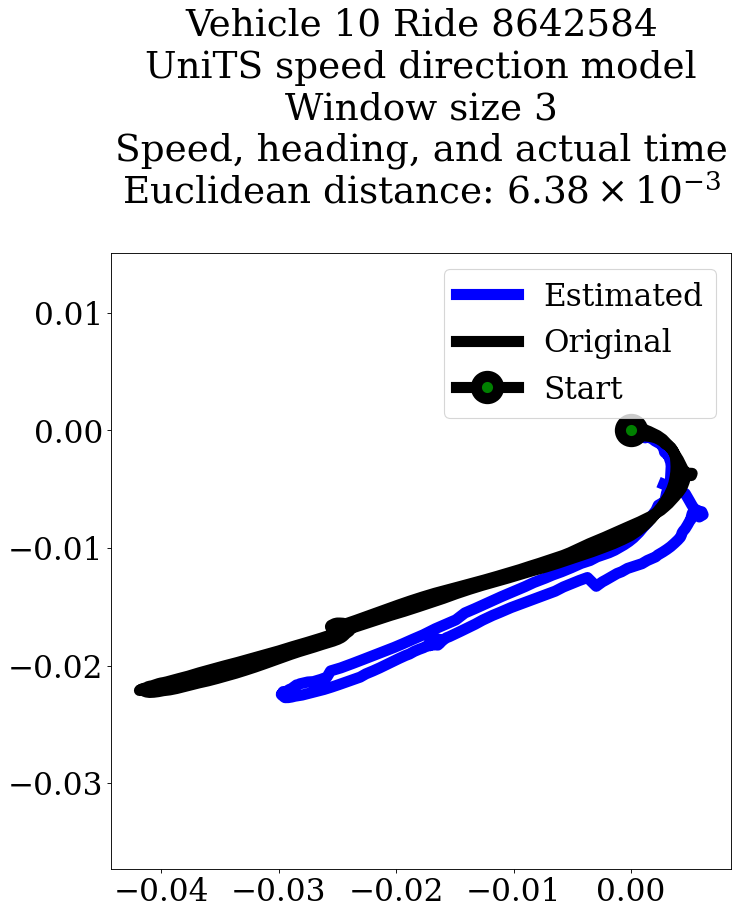 Vehicle 10 Ride 8642584
UniTS speed direction model
Window size 3
Speed, heading, and actual time
Euclidean distance: 6.38 × 10⁻³
Estimated
Original
Start
0.01
0.00
−0.01
−0.02
−0.03
−0.04 −0.03 −0.02 −0.01 0.00